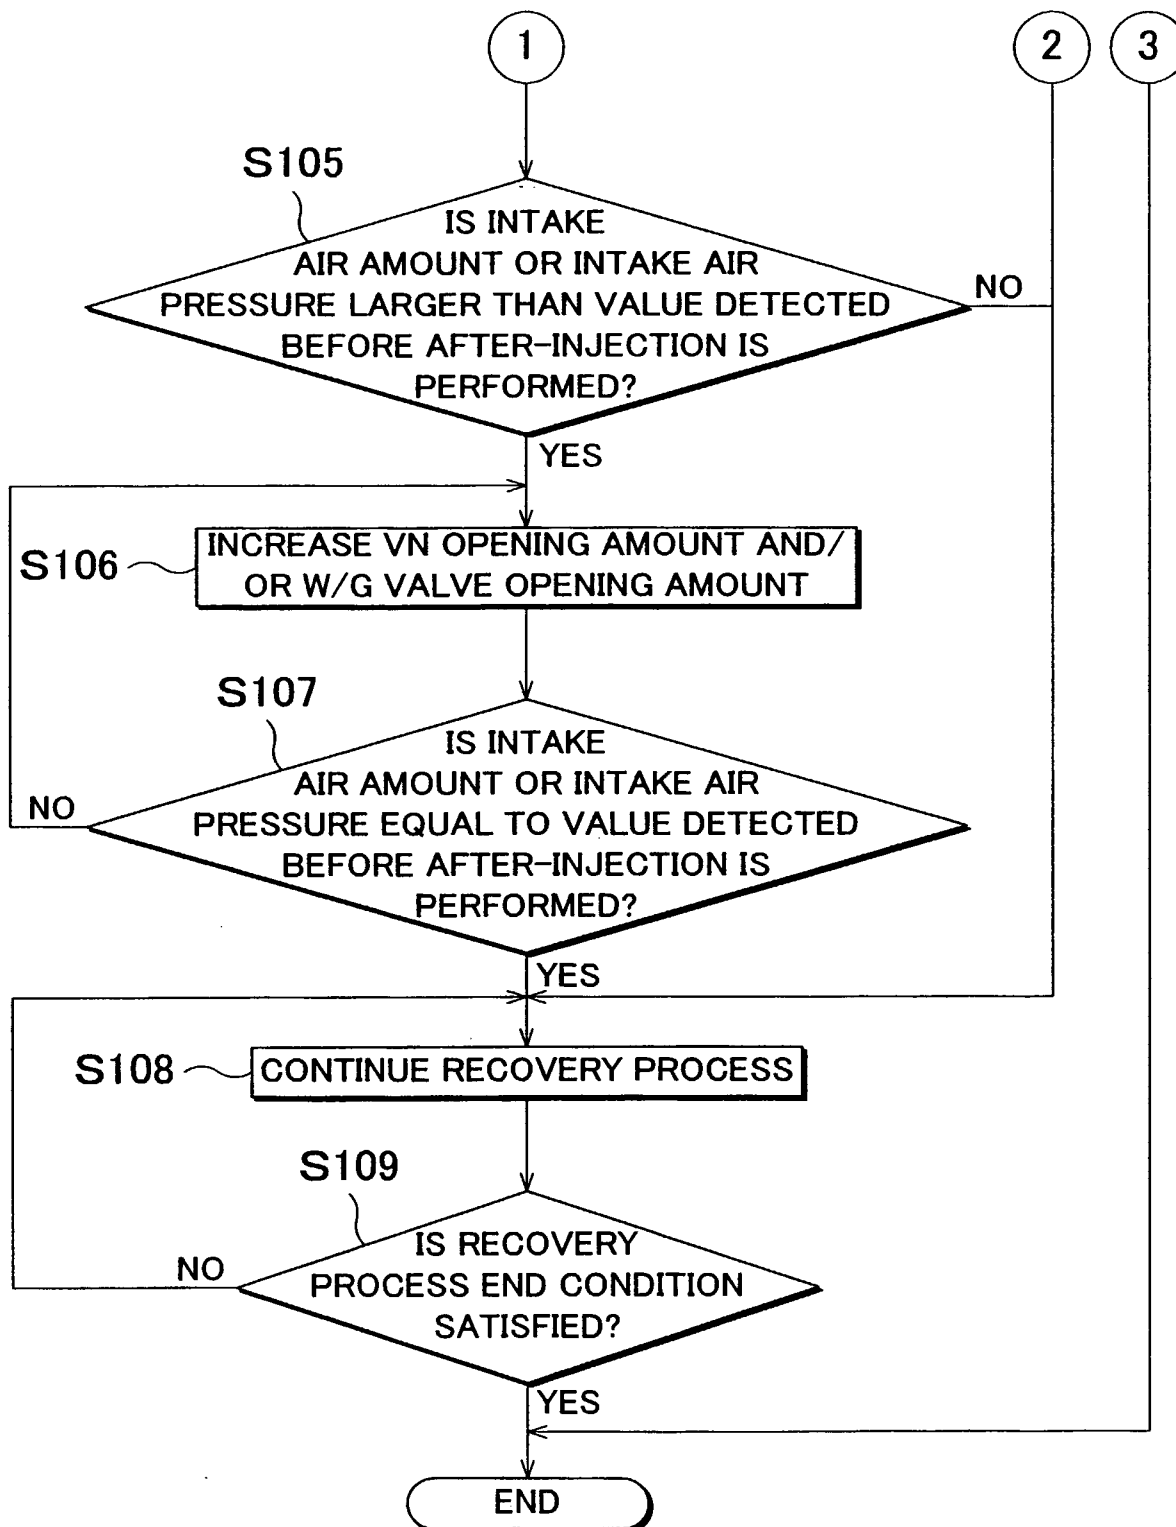 1
2
3
S105
IS INTAKE
AIR AMOUNT OR INTAKE AIR
PRESSURE LARGER THAN VALUE DETECTED
BEFORE AFTER-INJECTION IS
PERFORMED?
NO
YES
S106
INCREASE VN OPENING AMOUNT AND/
OR W/G VALVE OPENING AMOUNT
S107
IS INTAKE
AIR AMOUNT OR INTAKE AIR
PRESSURE EQUAL TO VALUE DETECTED
BEFORE AFTER-INJECTION IS
PERFORMED?
NO
YES
S108
CONTINUE RECOVERY PROCESS
S109
IS RECOVERY
PROCESS END CONDITION
SATISFIED?
NO
YES
END